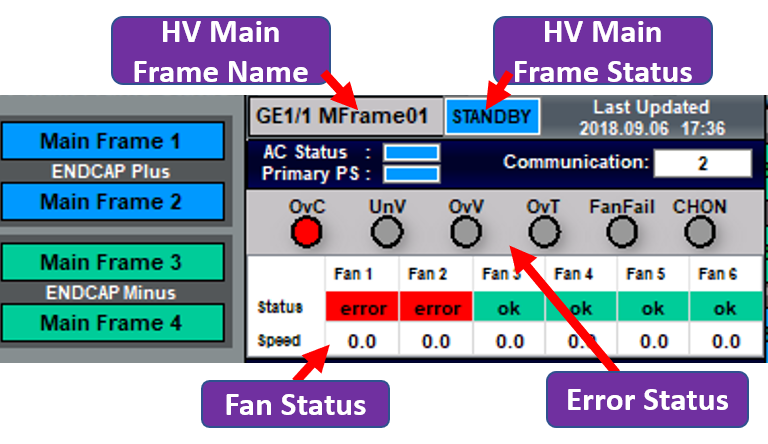 HV Main
Frame Name
HV Main
Frame Status
GE1/1 MFrame01
STANDBY
Last Updated
2018.09.06 17:36
Main Frame 1
ENDCAP Plus
Main Frame 2
AC Status :
Primary PS :
Communication: 2
OvC UnV OvV OvT FanFail CHON
Main Frame 3
ENDCAP Minus
Main Frame 4
Fan 1 Fan 2 Fan 3 Fan 4 Fan 5 Fan 6
Status error error ok ok ok ok
Speed 0.0 0.0 0.0 0.0 0.0 0.0
Fan Status
Error Status